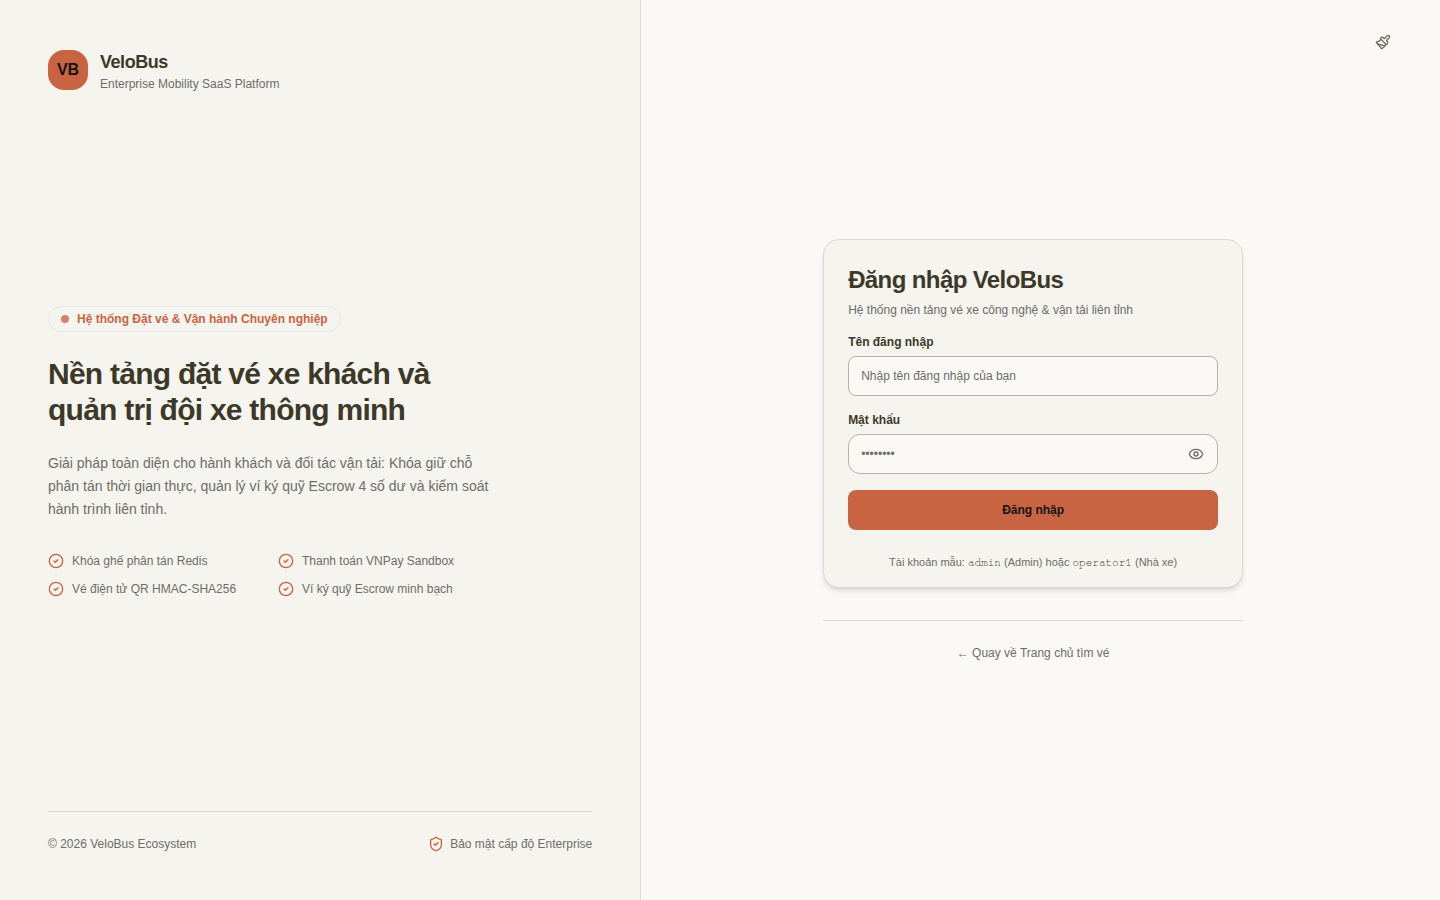 VB
VeloBus
Enterprise Mobility SaaS Platform
Hệ thống Đặt vé & Vận hành Chuyên nghiệp
Nền tảng đặt vé xe khách và
quản trị đội xe thông minh
Giải pháp toàn diện cho hành khách và đối tác vận tải: Khóa giữ chỗ
phân tán thời gian thực, quản lý ví ký quỹ Escrow 4 số dư và kiểm soát
hành trình liên tỉnh.
Khóa ghế phân tán Redis
Thanh toán VNPay Sandbox
Vé điện tử QR HMAC-SHA256
Ví ký quỹ Escrow minh bạch
© 2026 VeloBus Ecosystem
Bảo mật cấp độ Enterprise
Đăng nhập VeloBus
Hệ thống nền tảng vé xe công nghệ & vận tải liên tỉnh
Tên đăng nhập
Nhập tên đăng nhập của bạn
Mật khẩu
••••••••
Đăng nhập
Tài khoản mẫu: admin (Admin) hoặc operator1 (Nhà xe)
← Quay về Trang chủ tìm vé